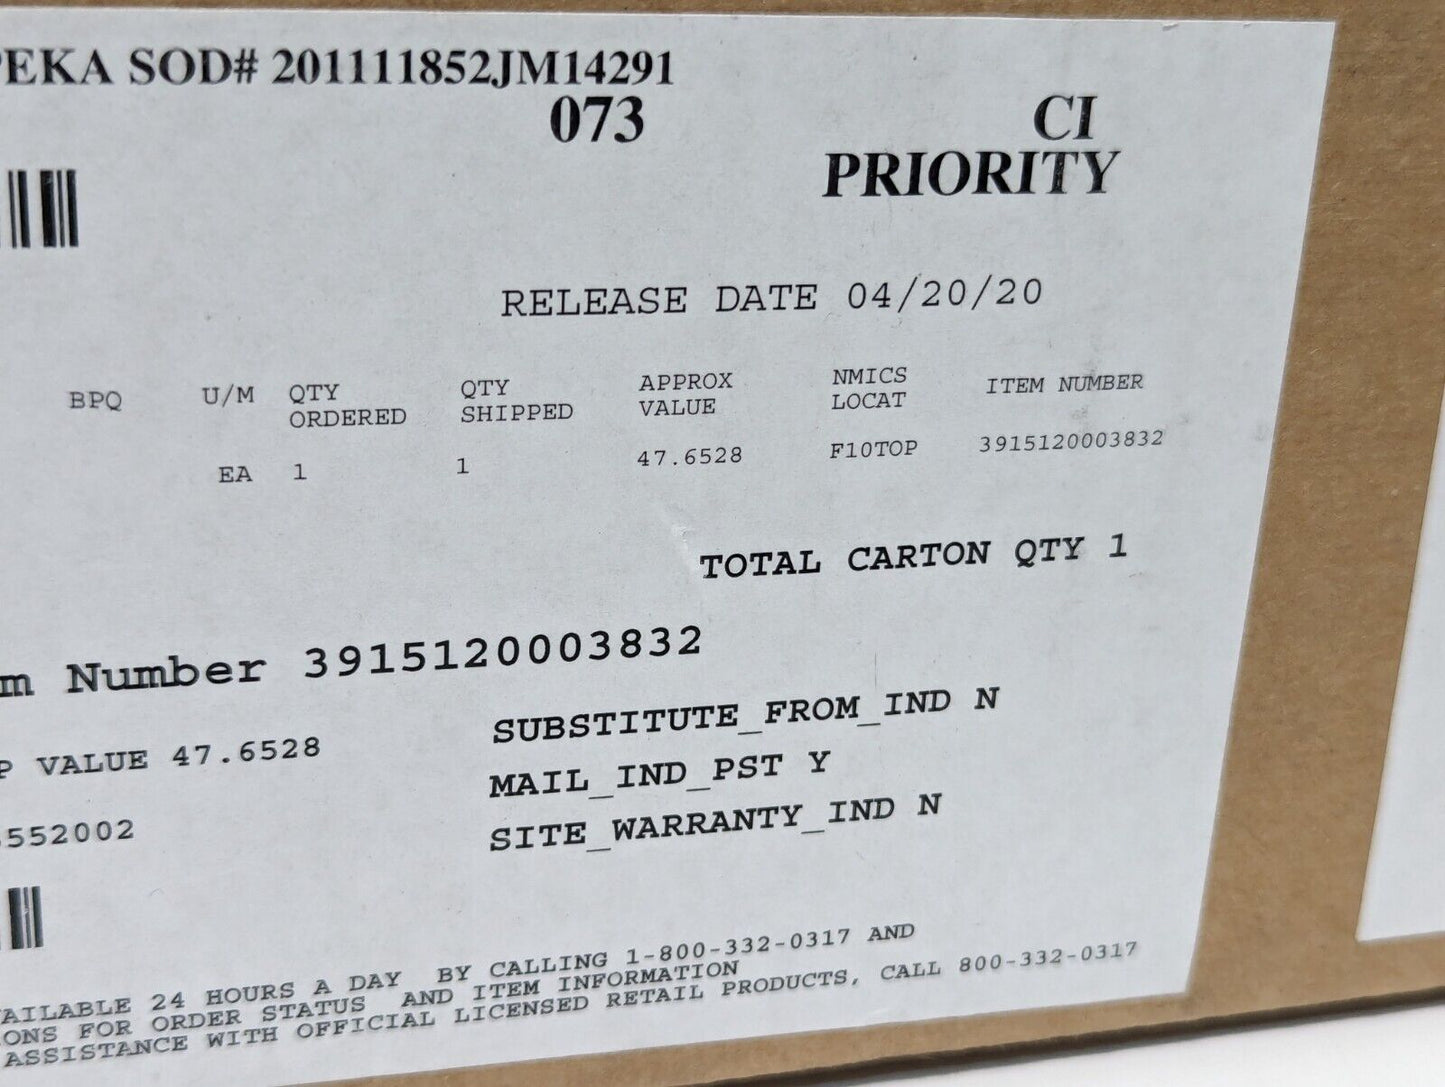 PEKA SOD# 201111852JM14291
073
CI
PRIORITY
RELEASE DATE 04/20/20
BPQ U/M QTY ORDERED QTY SHIPPED APPROX VALUE NMICS LOCAT ITEM NUMBER
EA 1 1 47.6528 F10TOP 3915120003832
TOTAL CARTON QTY 1
m Number 3915120003832
P VALUE 47.6528
SUBSTITUTE_FROM_IND N
MAIL_IND_PST Y
552002
SITE_WARRANTY_IND N
AILABLE 24 HOURS A DAY BY CALLING 1-800-332-0317 AND
ONS FOR ORDER STATUS AND ITEM INFORMATION
ASSISTANCE WITH OFFICIAL LICENSED RETAIL PRODUCTS, CALL 800-332-0317